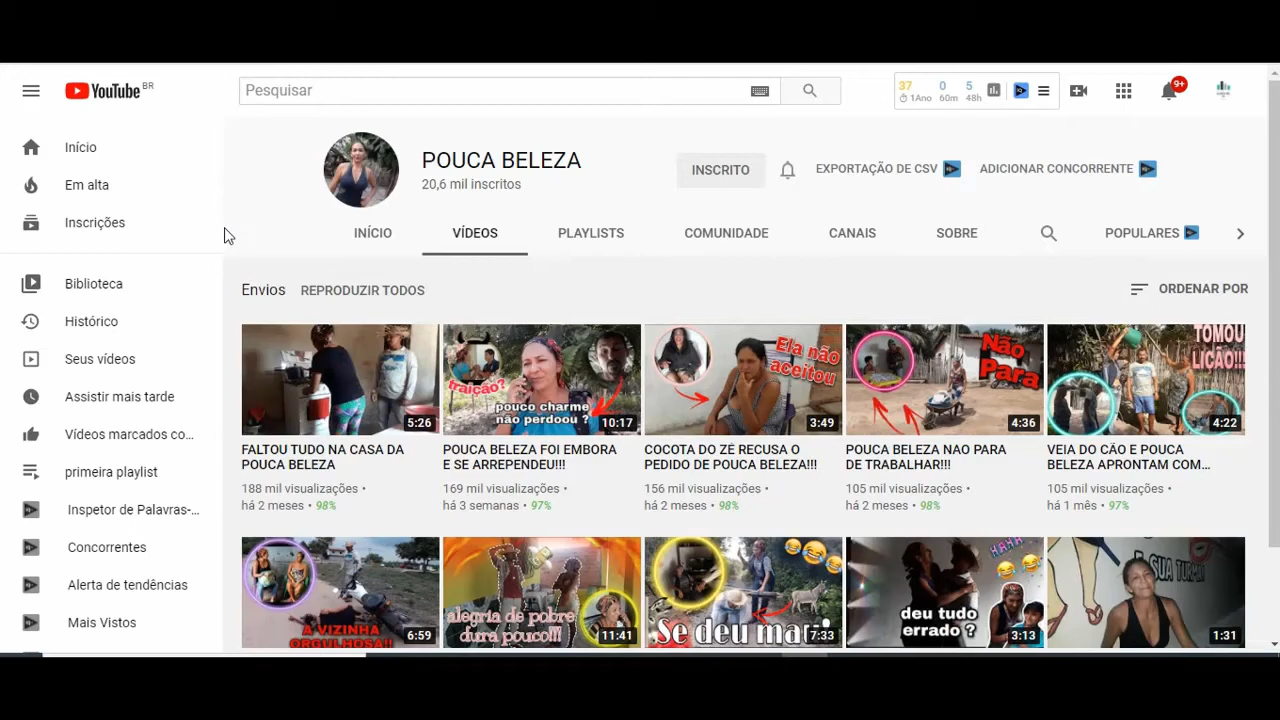 YouTube BR
Pesquisar
37 0 5
1Ano 60m 48h
9+
Início
Em alta
Inscrições
Biblioteca
Histórico
Seus vídeos
Assistir mais tarde
Vídeos marcados co...
primeira playlist
Inspetor de Palavras-...
Concorrentes
Alerta de tendências
Mais Vistos
POUCA BELEZA
20,6 mil inscritos
INSCRITO
EXPORTAÇÃO DE CSV
ADICIONAR CONCORRENTE
INÍCIO VÍDEOS PLAYLISTS COMUNIDADE CANAIS SOBRE POPULARES
Envios REPRODUZIR TODOS
ORDENAR POR
5:26
FALTOU TUDO NA CASA DA
POUCA BELEZA
188 mil visualizações •
há 2 meses • 98%
traição?
pouco charme
não perdoou ?
10:17
POUCA BELEZA FOI EMBORA
E SE ARREPENDEU!!!
169 mil visualizações •
há 3 semanas • 97%
Ela não
aceitou
3:49
COCOTA DO ZÉ RECUSA O
PEDIDO DE POUCA BELEZA!!!
156 mil visualizações •
há 2 meses • 98%
Não
Para
4:36
POUCA BELEZA NAO PARA
DE TRABALHAR!!!
105 mil visualizações •
há 2 meses • 98%
TOMOU
LIÇÃO!!!
4:22
VEIA DO CÃO E POUCA
BELEZA APRONTAM COM...
105 mil visualizações •
há 1 mês • 97%
A VIZINHA
ORGULHOSA!!
6:59
alegria de pobre
dura pouco!!!
11:41
Se deu mau!
7:33
HAHA
deu tudo
errado ?
3:13
E SUA TURMA
1:31